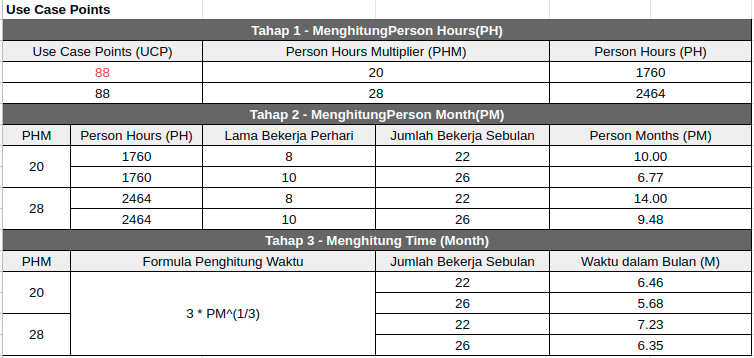 Use Case Points
Tahap 1 - MenghitungPerson Hours(PH)
Use Case Points (UCP) Person Hours Multiplier (PHM) Person Hours (PH)
88 20 1760
88 28 2464
Tahap 2 - MenghitungPerson Month(PM)
PHM Person Hours (PH) Lama Bekerja Perhari Jumlah Bekerja Sebulan Person Months (PM)
20 1760 8 22 10.00
1760 10 26 6.77
28 2464 8 22 14.00
2464 10 26 9.48
Tahap 3 - Menghitung Time (Month)
PHM Formula Penghitung Waktu Jumlah Bekerja Sebulan Waktu dalam Bulan (M)
20 3 * PM^(1/3) 22 6.46
26 5.68
28 22 7.23
26 6.35